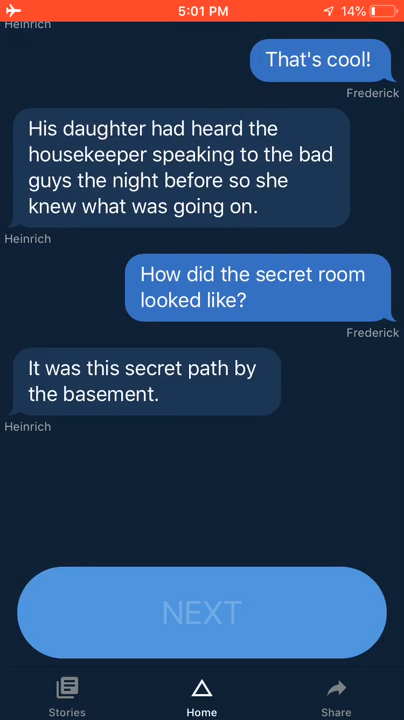 5:01 PM
14%
Heinrich
That's cool!
Frederick
His daughter had heard the
housekeeper speaking to the bad
guys the night before so she
knew what was going on.
Heinrich
How did the secret room
looked like?
Frederick
It was this secret path by
the basement.
Heinrich
NEXT
Stories
Home
Share